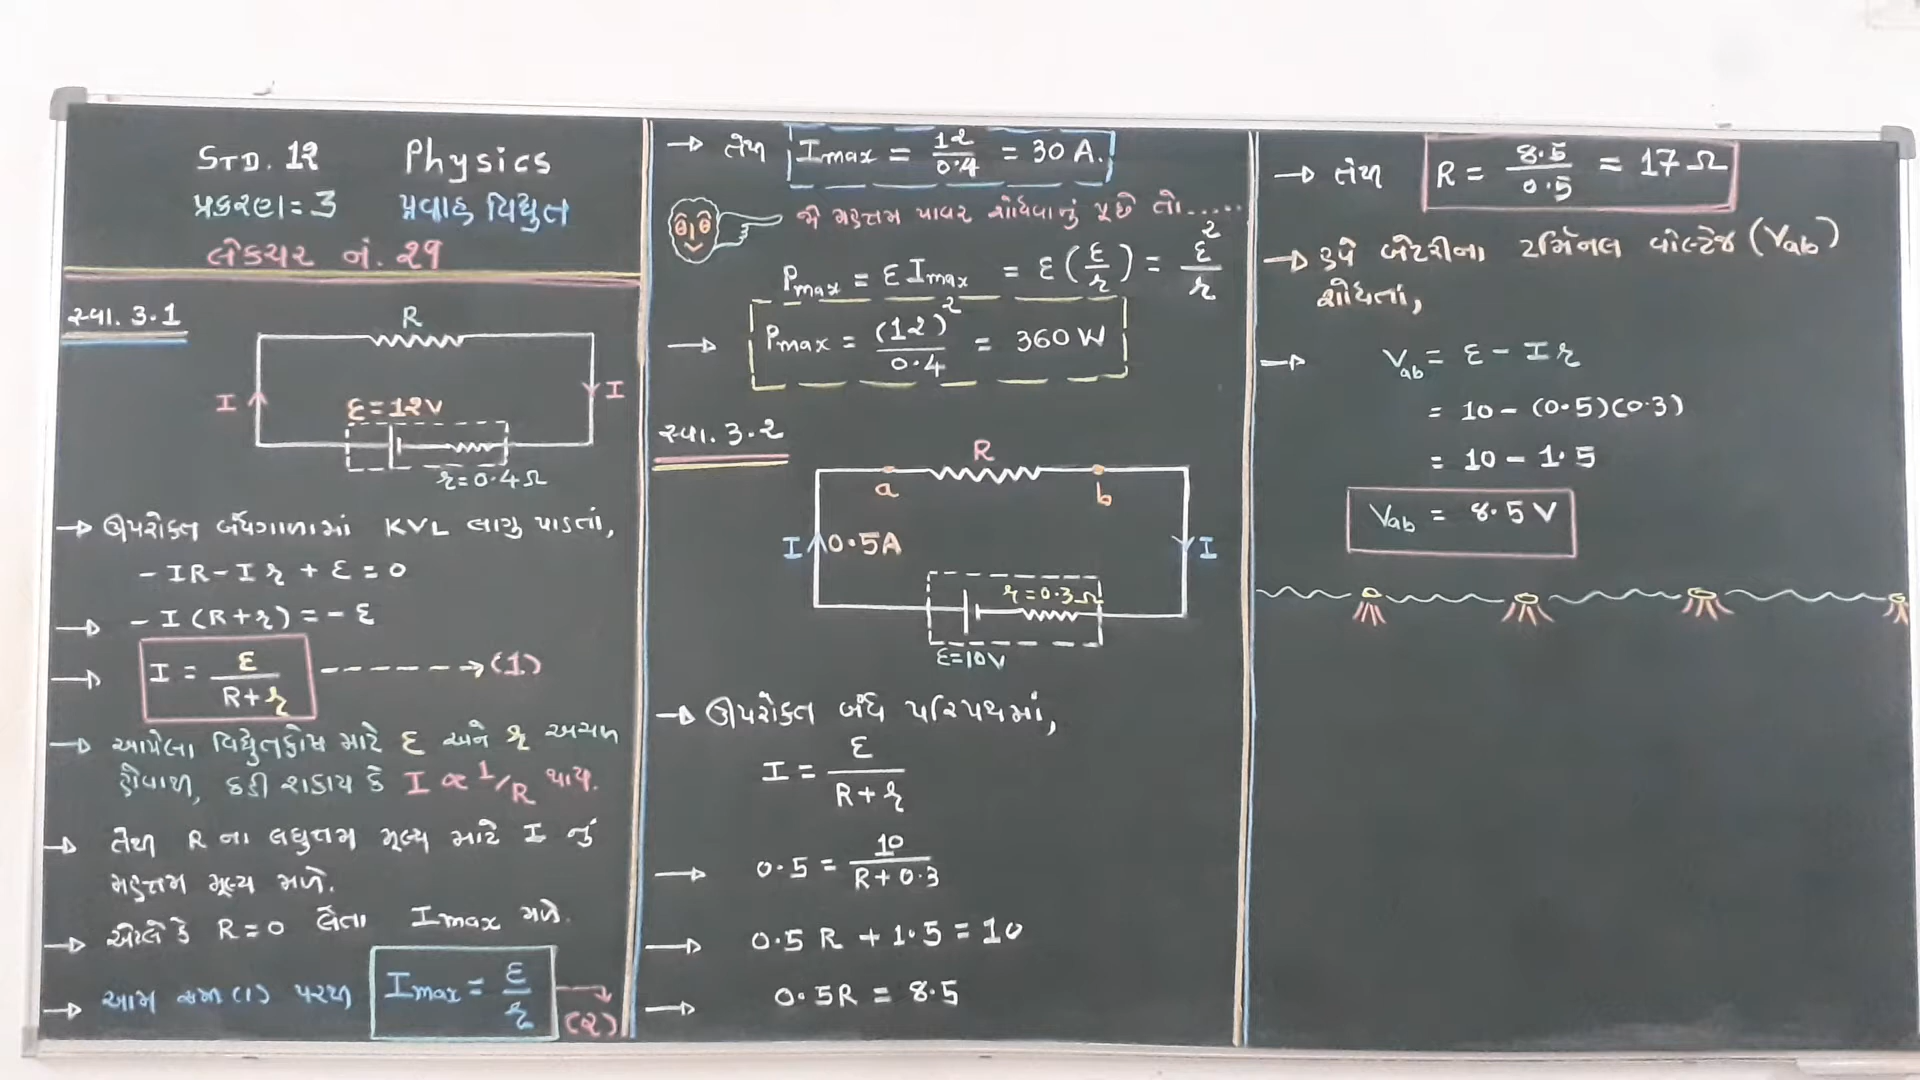 STD. 12 Physics
પ્રકરણ = 3 પ્રવાહ વિદ્યુત
લેકચર નં. 29
સ્વા. 3.1
R
I
I
ε = 12V
r = 0.4Ω
→ ઉપરોક્ત બંધગાળામાં KVL લાગુ પાડતાં,
- IR - Ir + ε = 0
→ - I (R + r) = - ε
→ I = ε / (R + r) ------→ (1)
→ આપેલા વિદ્યુતકોષ માટે ε અને r અચળ
હોવાથી, કહી શકાય કે I ∝ 1/R થાય.
→ તેથી R ના લઘુત્તમ મૂલ્ય માટે I નું
મહત્તમ મૂલ્ય મળે.
→ એટલે કે R = 0 લેતા Imax મળે.
→ આમ સમી (1) પરથી Imax = ε / r → (2)
→ તેથી Imax = 12 / 0.4 = 30 A.
જો મહત્તમ પાવર શોધવાનું પૂછે તો.....
Pmax = ε Imax = ε (ε / r) = ε² / r
→ Pmax = (12)² / 0.4 = 360 W
સ્વા. 3.2
R
a b
I 0.5A
I
r = 0.3Ω
ε = 10V
→ ઉપરોક્ત બંધ પરિપથમાં,
I = ε / (R + r)
→ 0.5 = 10 / (R + 0.3)
→ 0.5 R + 1.5 = 10
→ 0.5R = 8.5
→ તેથી R = 8.5 / 0.5 = 17 Ω
→ હવે બેટરીના ટર્મિનલ વોલ્ટેજ (Vab)
શોધતાં,
→ Vab = ε - Ir
= 10 - (0.5)(0.3)
= 10 - 1.5
Vab = 8.5 V